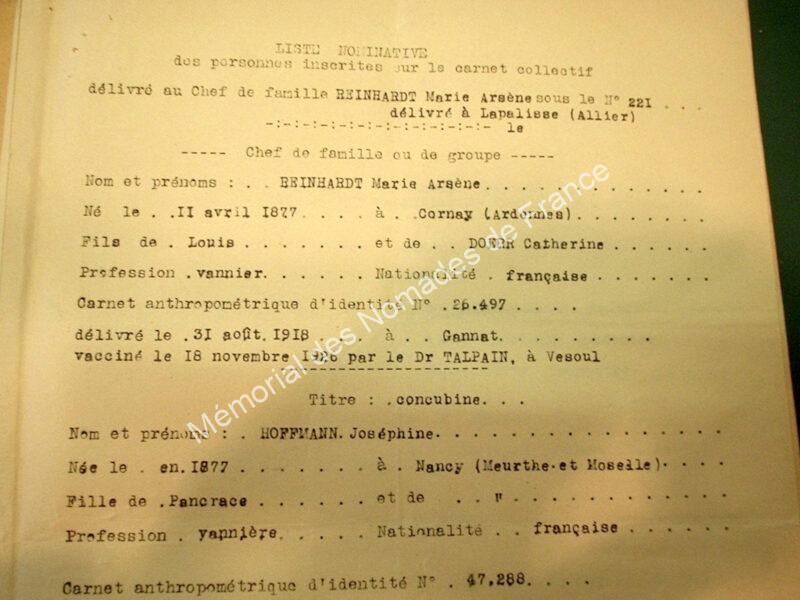 LISTE NOMINATIVE
des personnes inscrites sur le carnet collectif
délivré au Chef de famille REINHARDT Marie Arsène sous le N° 221 . . .
délivré à Lapalisse (Allier)
-:-:-:-:-:-:-:-:-:-:-:- le
----- Chef de famille ou de groupe -----
Nom et prénoms : . . REINHARDT Marie Arsène. . . . . . . . . . . . .
Né le . .11 avril 1877. . . . . à . .Cornay (Ardennes). . . . . . . .
Fils de . Louis . . . . . . . . et de . . DOERR Catherine . . . . . .
Profession .vannier. . . . . . . Nationalité . française . . . . . .
Carnet anthropométrique d'identité N° .26.497 . . . .
délivré le .31 août.1918 . . . . à . . Gannat.
vacciné le 18 novembre 1926 par le Dr TALPAIN, à Vesoul
Titre : .concubine. . .
Nom et prénoms : . HOFFMANN.Joséphine. . . . . . . . . . . . . . .
Née le . en.1877 . . . . . . . à . Nancy (Meurthe.et Moselle). . . .
Fille de .Pancrace . . . . . . et de . . " . . . . . . . . . . . .
Profession . vannière. . . . . Nationalité . . française . . . . . .
Carnet anthropométrique d'identité N° . 47.288. . . .
Mémorial des Nomades de France